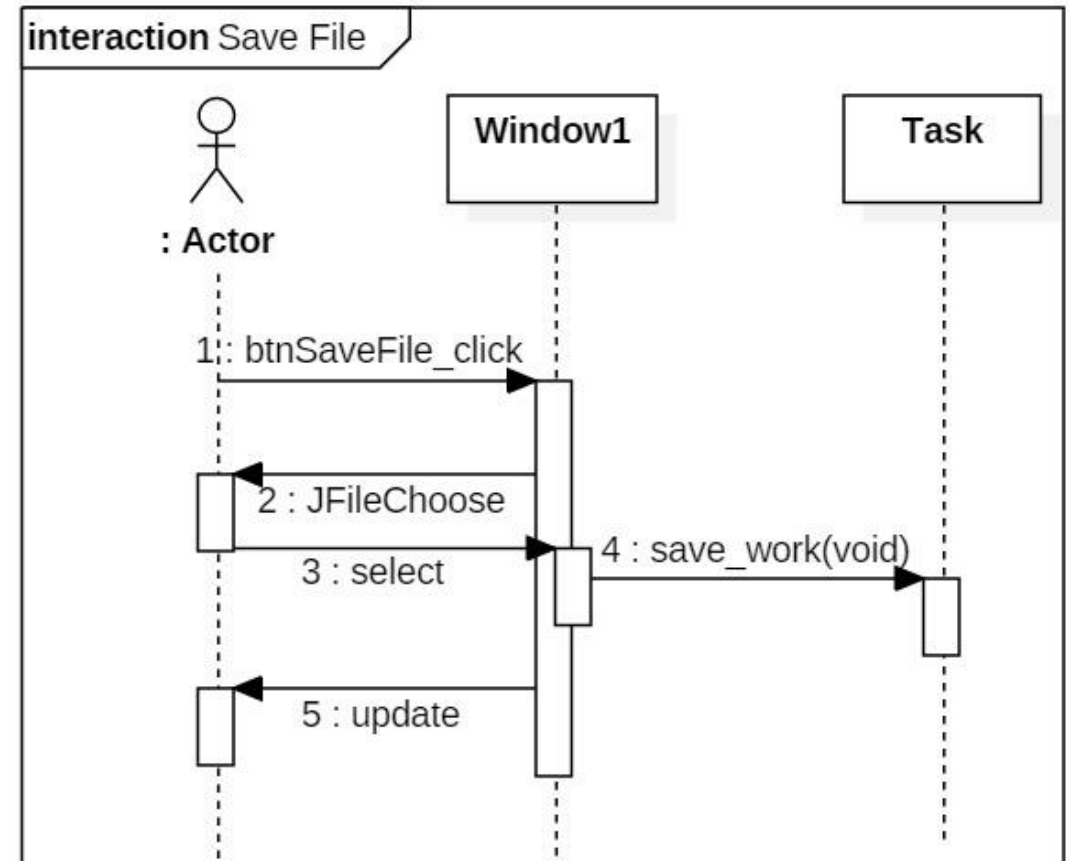 interaction Save File
Window1
Task
: Actor
1 : btnSaveFile_click
2 : JFileChoose
4 : save_work(void)
3 : select
5 : update